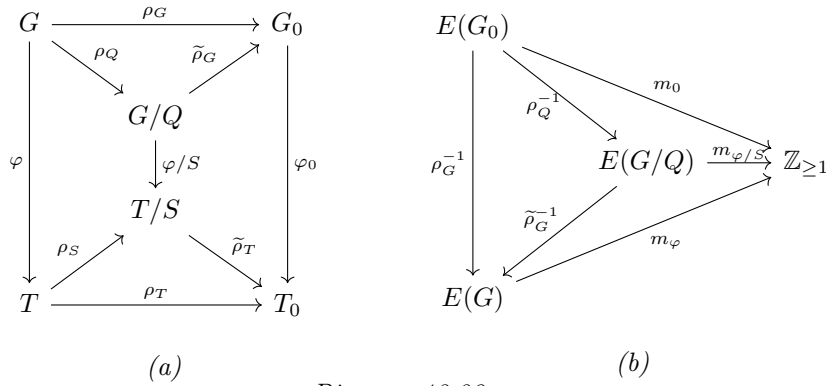 G ρ_G G_0 E(G_0)
ρ_Q ρ̃_G m_0
G/Q ρ_Q^{-1}
φ φ/S φ_0 ρ_G^{-1} E(G/Q) m_{φ/S} ℤ_{≥1}
T/S
ρ_S ρ̃_T ρ̃_G^{-1} m_φ
T ρ_T T_0 E(G)
(a) (b)